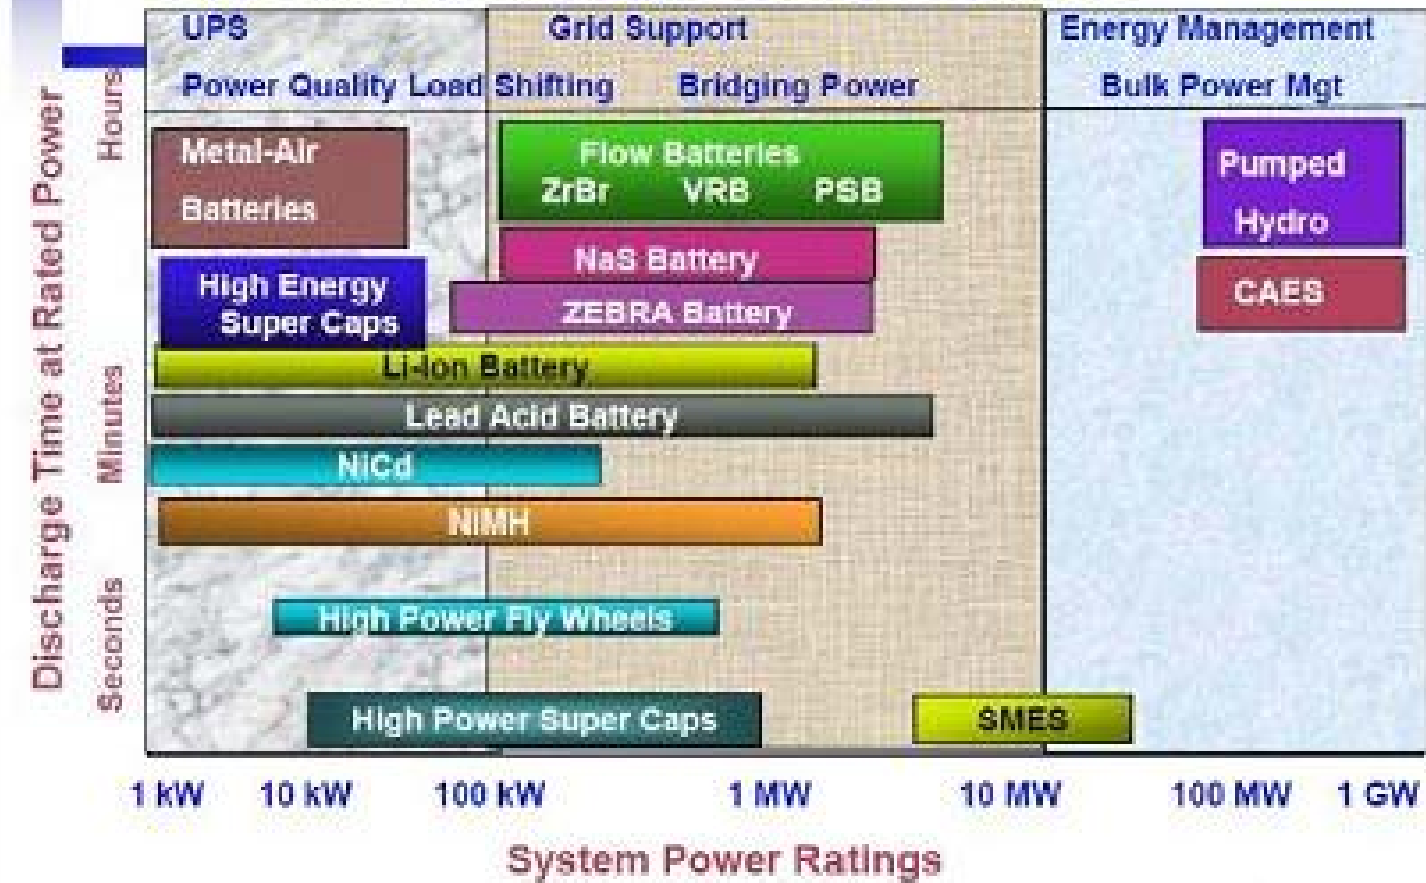 UPS
Grid Support
Energy Management
Power Quality Load Shifting
Bridging Power
Bulk Power Mgt
Discharge Time at Rated Power
Hours
Minutes
Seconds
Metal-Air
Batteries
Flow Batteries
ZrBr VRB PSB
Pumped
Hydro
NaS Battery
High Energy
Super Caps
ZEBRA Battery
CAES
Li-Ion Battery
Lead Acid Battery
NiCd
NiMH
High Power Fly Wheels
High Power Super Caps
SMES
1 kW 10 kW 100 kW 1 MW 10 MW 100 MW 1 GW
System Power Ratings